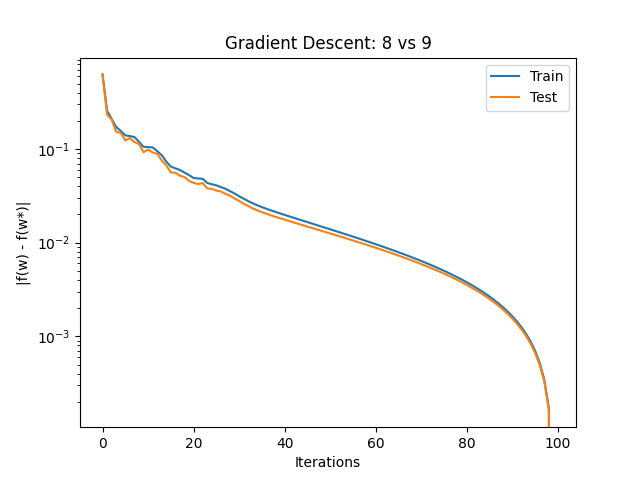 Gradient Descent: 8 vs 9
Train
Test
10⁻¹
10⁻²
10⁻³
|f(w) - f(w*)|
0 20 40 60 80 100
Iterations